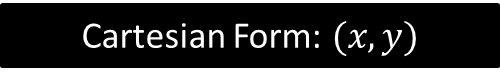 Cartesian Form: (x, y)